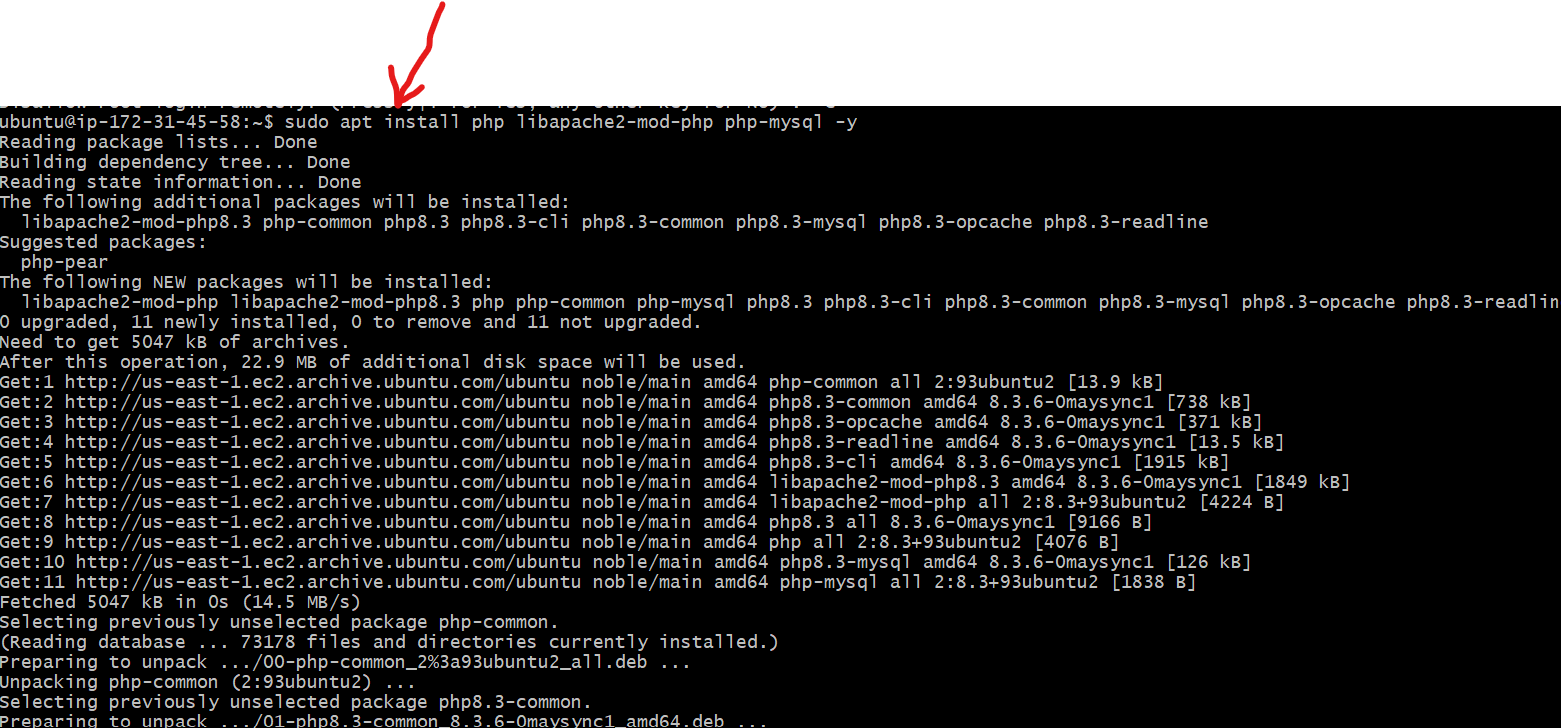 ubuntu@ip-172-31-45-58:~$ sudo apt install php libapache2-mod-php php-mysql -y
Reading package lists... Done
Building dependency tree... Done
Reading state information... Done
The following additional packages will be installed:
  libapache2-mod-php8.3 php-common php8.3 php8.3-cli php8.3-common php8.3-mysql php8.3-opcache php8.3-readline
Suggested packages:
  php-pear
The following NEW packages will be installed:
  libapache2-mod-php libapache2-mod-php8.3 php php-common php-mysql php8.3 php8.3-cli php8.3-common php8.3-mysql php8.3-opcache php8.3-readlin
0 upgraded, 11 newly installed, 0 to remove and 11 not upgraded.
Need to get 5047 kB of archives.
After this operation, 22.9 MB of additional disk space will be used.
Get:1 http://us-east-1.ec2.archive.ubuntu.com/ubuntu noble/main amd64 php-common all 2:93ubuntu2 [13.9 kB]
Get:2 http://us-east-1.ec2.archive.ubuntu.com/ubuntu noble/main amd64 php8.3-common amd64 8.3.6-0maysync1 [738 kB]
Get:3 http://us-east-1.ec2.archive.ubuntu.com/ubuntu noble/main amd64 php8.3-opcache amd64 8.3.6-0maysync1 [371 kB]
Get:4 http://us-east-1.ec2.archive.ubuntu.com/ubuntu noble/main amd64 php8.3-readline amd64 8.3.6-0maysync1 [13.5 kB]
Get:5 http://us-east-1.ec2.archive.ubuntu.com/ubuntu noble/main amd64 php8.3-cli amd64 8.3.6-0maysync1 [1915 kB]
Get:6 http://us-east-1.ec2.archive.ubuntu.com/ubuntu noble/main amd64 libapache2-mod-php8.3 amd64 8.3.6-0maysync1 [1849 kB]
Get:7 http://us-east-1.ec2.archive.ubuntu.com/ubuntu noble/main amd64 libapache2-mod-php all 2:8.3+93ubuntu2 [4224 B]
Get:8 http://us-east-1.ec2.archive.ubuntu.com/ubuntu noble/main amd64 php8.3 all 8.3.6-0maysync1 [9166 B]
Get:9 http://us-east-1.ec2.archive.ubuntu.com/ubuntu noble/main amd64 php all 2:8.3+93ubuntu2 [4076 B]
Get:10 http://us-east-1.ec2.archive.ubuntu.com/ubuntu noble/main amd64 php8.3-mysql amd64 8.3.6-0maysync1 [126 kB]
Get:11 http://us-east-1.ec2.archive.ubuntu.com/ubuntu noble/main amd64 php-mysql all 2:8.3+93ubuntu2 [1838 B]
Fetched 5047 kB in 0s (14.5 MB/s)
Selecting previously unselected package php-common.
(Reading database ... 73178 files and directories currently installed.)
Preparing to unpack .../00-php-common_2%3a93ubuntu2_all.deb ...
Unpacking php-common (2:93ubuntu2) ...
Selecting previously unselected package php8.3-common.
Preparing to unpack .../01-php8.3-common_8.3.6-0maysync1_amd64.deb ...